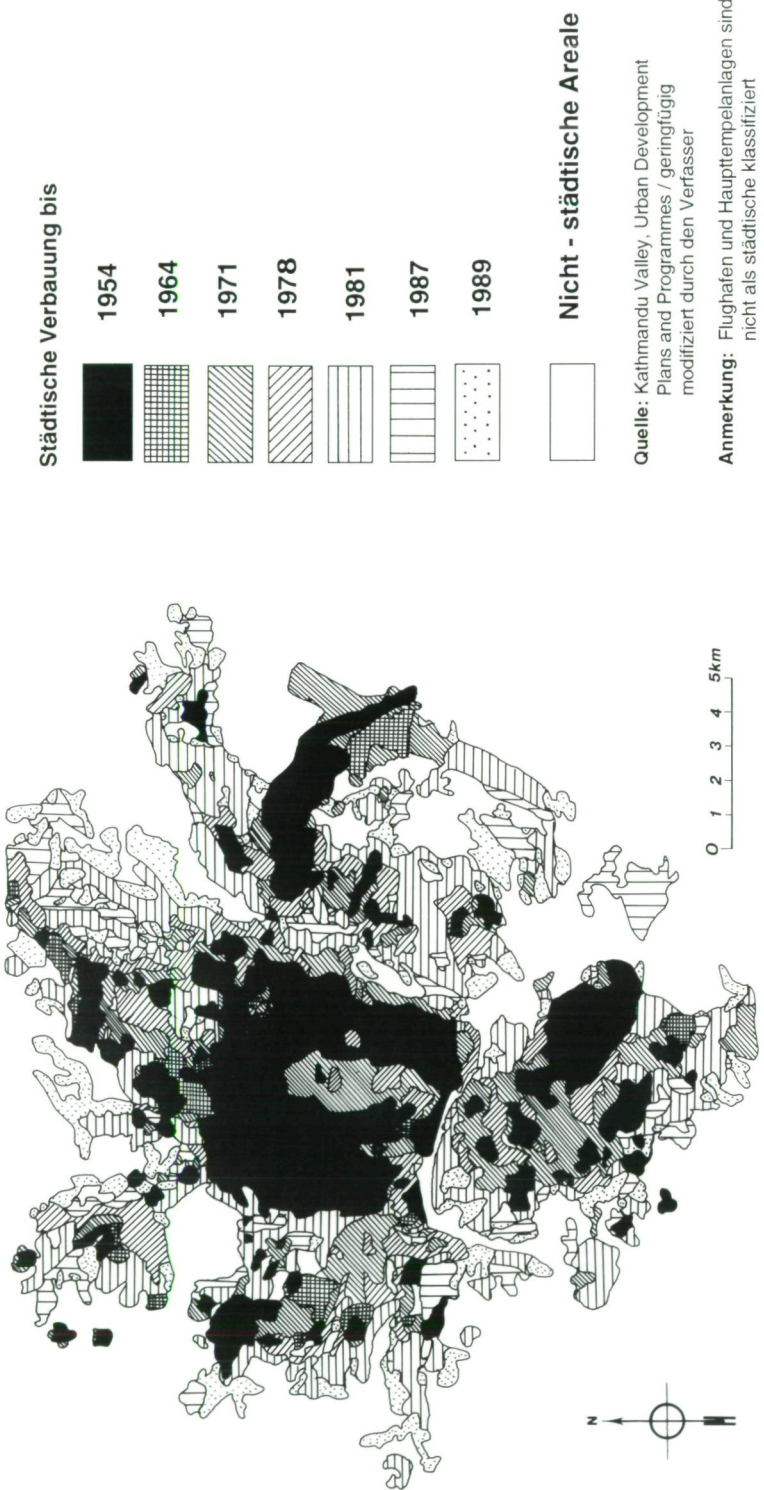 Städtische Verbauung bis
1954
1964
1971
1978
1981
1987
1989
Nicht - städtische Areale
Quelle: Kathmandu Valley, Urban Development
Plans and Programmes / geringfügig
modifiziert durch den Verfasser
Anmerkung: Flughafen und Haupttempelanlagen sind
nicht als städtische klassifiziert
N
0 1 2 3 4 5km